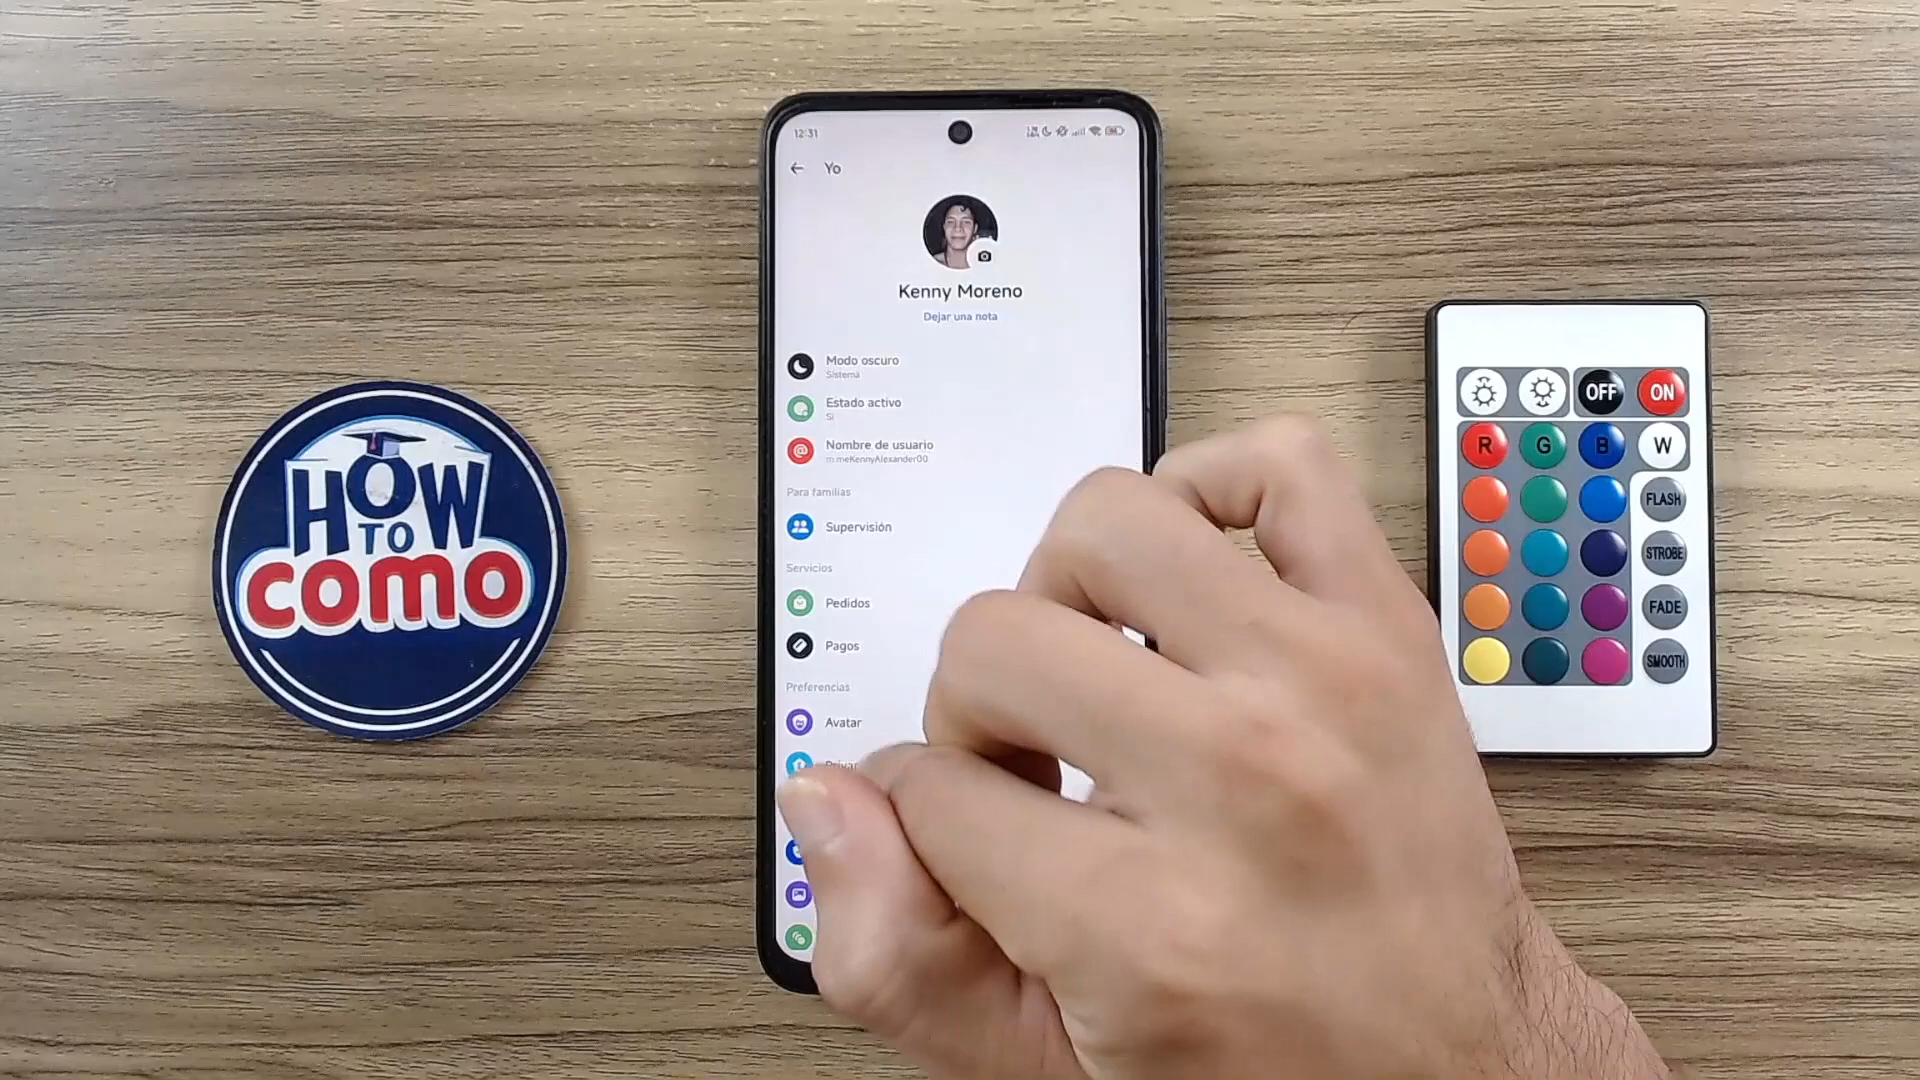 12:31
Yo
Kenny Moreno
Dejar una nota
Modo oscuro
Sistema
Estado activo
Sí
Nombre de usuario
m.meKennyAlexander00
Para familias
Supervisión
Servicios
Pedidos
Pagos
Preferencias
Avatar
HOW
TO
COMO
OFF
ON
R
G
B
W
FLASH
STROBE
FADE
SMOOTH